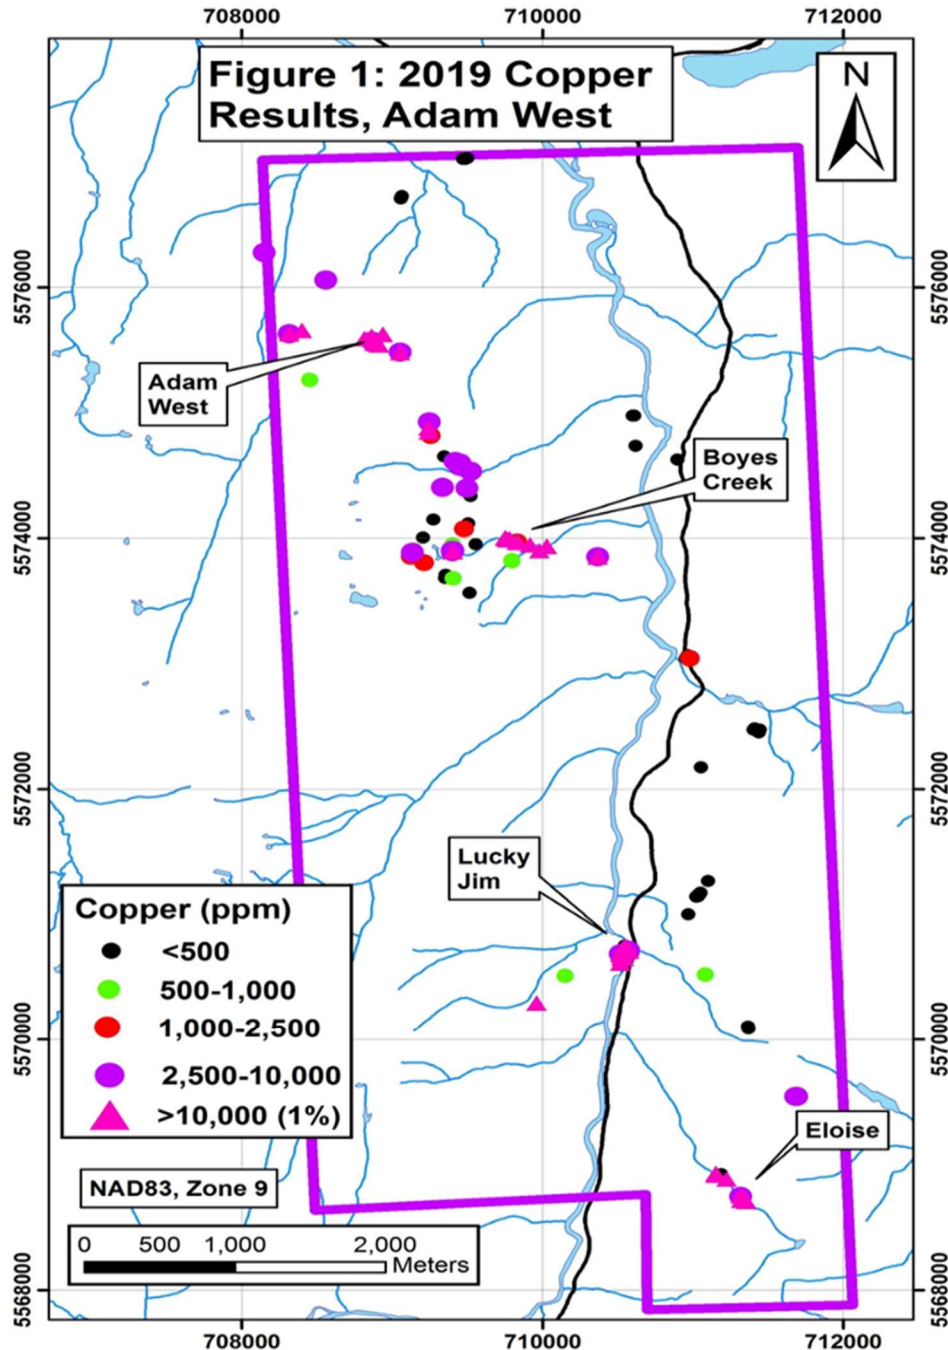 708000
710000
712000
Figure 1: 2019 Copper
Results, Adam West
N
5576000
5576000
Adam
West
Boyes
Creek
5574000
5574000
5572000
5572000
Lucky
Jim
Copper (ppm)
<500
500-1,000
1,000-2,500
2,500-10,000
>10,000 (1%)
5570000
5570000
Eloise
NAD83, Zone 9
0 500 1,000 2,000
Meters
5568000
5568000
708000
710000
712000